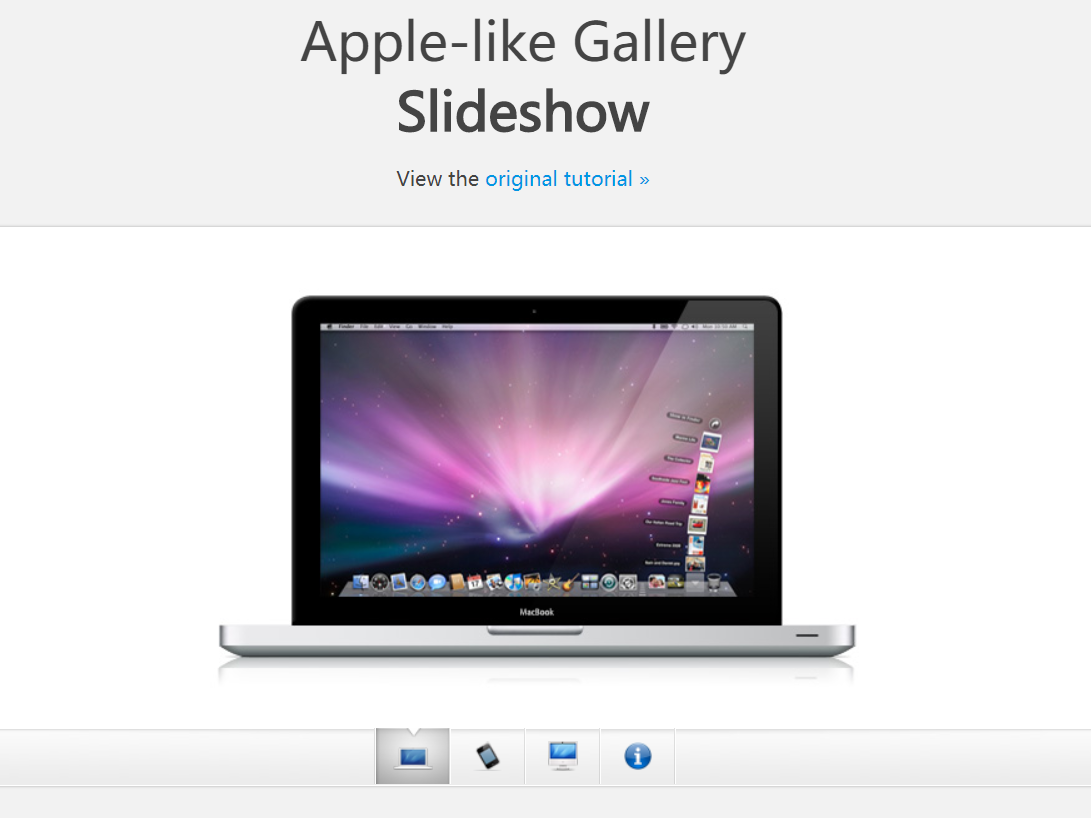 Apple-like Gallery
Slideshow
View the original tutorial »
Finder File Edit View Go Window Help
MacBook